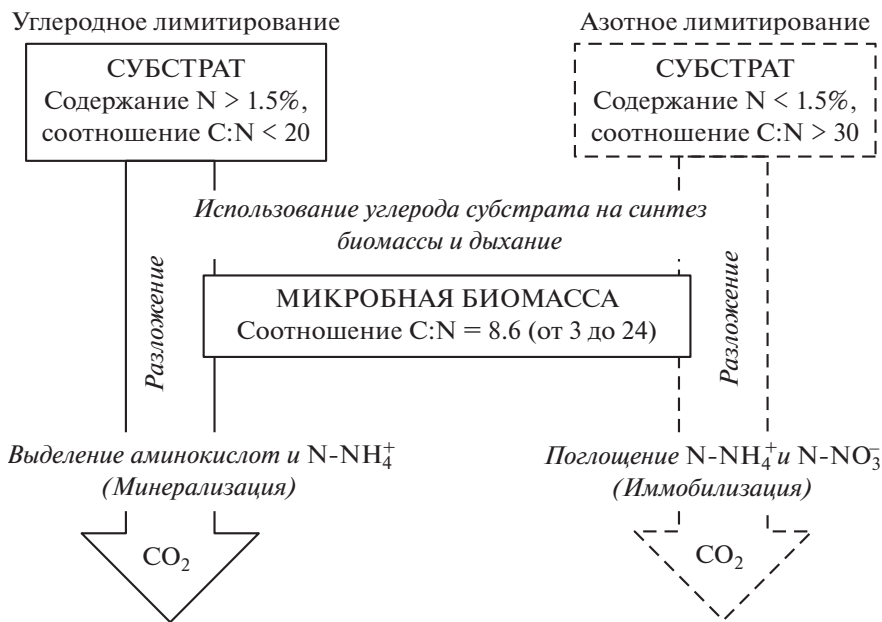 Углеродное лимитирование
СУБСТРАТ
Содержание N > 1.5%,
соотношение C:N < 20
Азотное лимитирование
СУБСТРАТ
Содержание N < 1.5%,
соотношение C:N > 30
Использование углерода субстрата на синтез
биомассы и дыхание
Разложение
МИКРОБНАЯ БИОМАССА
Соотношение C:N = 8.6 (от 3 до 24)
Разложение
Выделение аминокислот и N-NH₄⁺
(Минерализация)
Поглощение N-NH₄⁺ и N-NO₃⁻
(Иммобилизация)
CO₂
CO₂